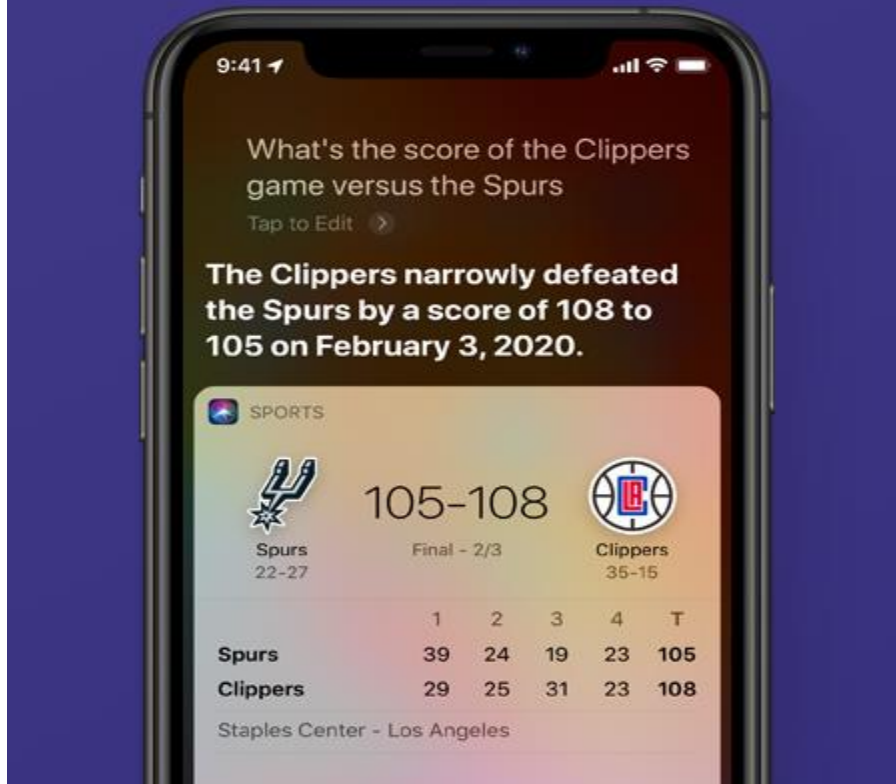 9:41
What's the score of the Clippers
game versus the Spurs
Tap to Edit
The Clippers narrowly defeated
the Spurs by a score of 108 to
105 on February 3, 2020.
SPORTS
105-108
LA
Spurs Final - 2/3 Clippers
22-27 35-15
1 2 3 4 T
Spurs 39 24 19 23 105
Clippers 29 25 31 23 108
Staples Center - Los Angeles